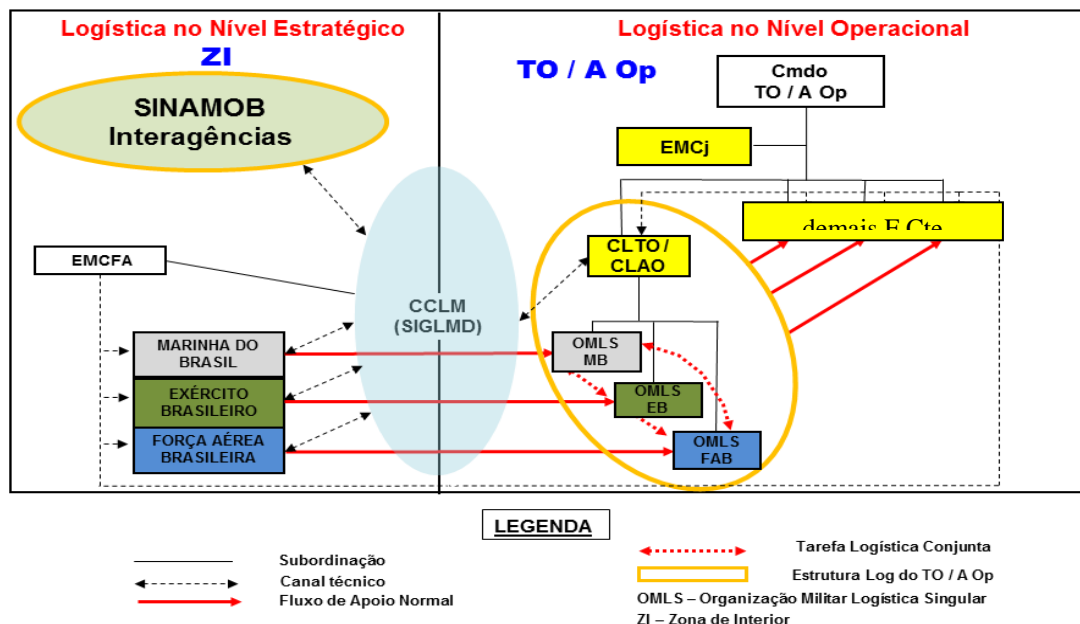 Logística no Nível Estratégico
ZI
SINAMOB
Interagências
EMCFA
CCLM
(SIGLMD)
MARINHA DO
BRASIL
EXÉRCITO
BRASILEIRO
FORÇA AÉREA
BRASILEIRA
Logística no Nível Operacional
TO / A Op
Cmdo
TO / A Op
EMCj
demais F Cte
CLTO /
CLAO
OMLS
MB
OMLS
EB
OMLS
FAB
LEGENDA
Subordinação
Canal técnico
Fluxo de Apoio Normal
Tarefa Logística Conjunta
Estrutura Log do TO / A Op
OMLS – Organização Militar Logística Singular
ZI – Zona de Interior